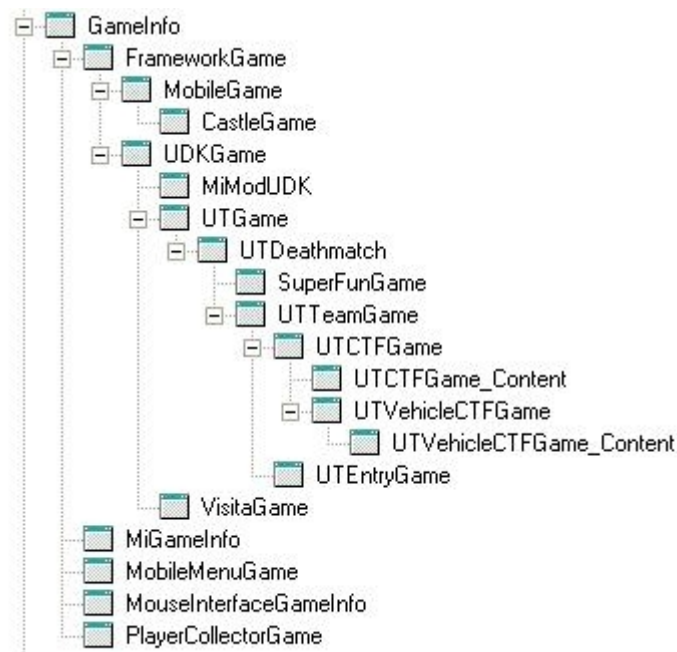 GameInfo
FrameworkGame
MobileGame
CastleGame
UDKGame
MiModUDK
UTGame
UTDeathmatch
SuperFunGame
UTTeamGame
UTCTFGame
UTCTFGame_Content
UTVehicleCTFGame
UTVehicleCTFGame_Content
UTEntryGame
VisitaGame
MiGameInfo
MobileMenuGame
MouseInterfaceGameInfo
PlayerCollectorGame